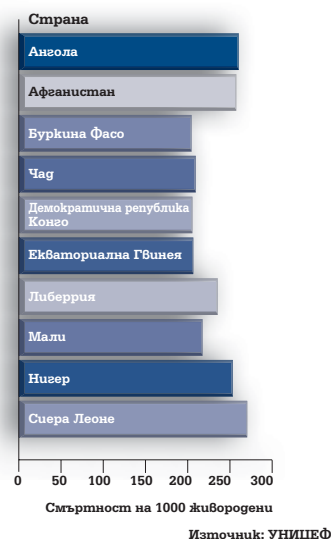 Страна
Ангола
Афганистан
Буркина Фасо
Чад
Демократична република
Конго
Екваториална Гвинея
Либеррия
Мали
Нигер
Сиера Леоне
0 50 100 150 200 250 300
Смъртност на 1000 живородени
Източник: УНИЦЕФ